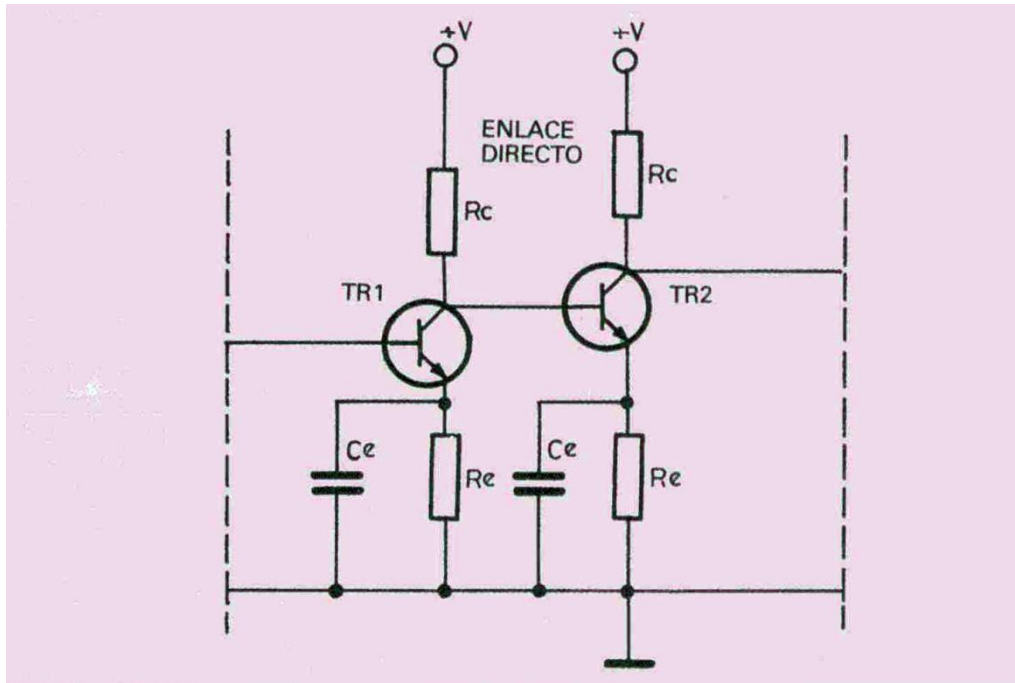 +V
+V
ENLACE
DIRECTO
Rc
Rc
TR1
TR2
Ce
Re
Ce
Re